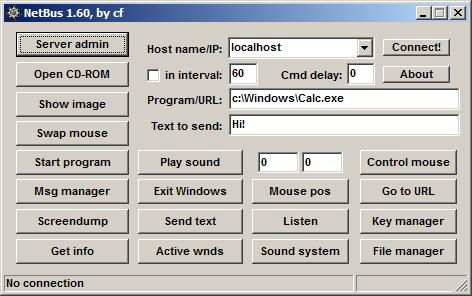 NetBus 1.60, by cf
Server admin Host name/IP: localhost Connect!
Open CD-ROM in interval: 60 Cmd delay: 0 About
Show image Program/URL: c:\Windows\Calc.exe
Swap mouse Text to send: Hi!
Start program Play sound 0 0 Control mouse
Msg manager Exit Windows Mouse pos Go to URL
Screendump Send text Listen Key manager
Get info Active wnds Sound system File manager
No connection